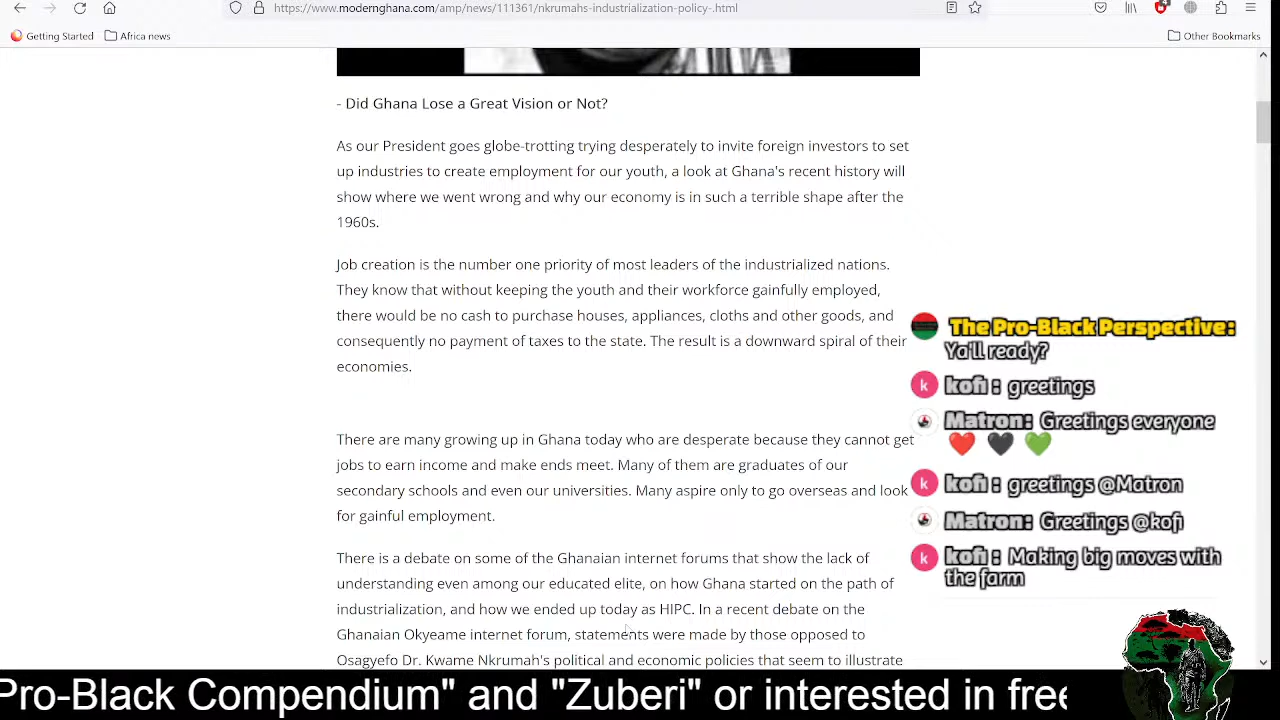 https://www.modernghana.com/amp/news/111361/nkrumahs-industrialization-policy-.html
4
Getting Started
Africa news
Other Bookmarks
- Did Ghana Lose a Great Vision or Not?
As our President goes globe-trotting trying desperately to invite foreign investors to set
up industries to create employment for our youth, a look at Ghana's recent history will
show where we went wrong and why our economy is in such a terrible shape after the
1960s.
Job creation is the number one priority of most leaders of the industrialized nations.
They know that without keeping the youth and their workforce gainfully employed,
there would be no cash to purchase houses, appliances, cloths and other goods, and
consequently no payment of taxes to the state. The result is a downward spiral of their
economies.
There are many growing up in Ghana today who are desperate because they cannot get
jobs to earn income and make ends meet. Many of them are graduates of our
secondary schools and even our universities. Many aspire only to go overseas and look
for gainful employment.
There is a debate on some of the Ghanaian internet forums that show the lack of
understanding even among our educated elite, on how Ghana started on the path of
industrialization, and how we ended up today as HIPC. In a recent debate on the
Ghanaian Okyeame internet forum, statements were made by those opposed to
Osagyefo Dr. Kwame Nkrumah's political and economic policies that seem to illustrate
The Pro-Black Perspective:
Ya'll ready?
k
kofi : greetings
Matron: Greetings everyone
❤️ 🖤 💚
k
kofi : greetings @Matron
Matron: Greetings @kofi
k
kofi : Making big moves with
the farm
Pro-Black Compendium" and "Zuberi" or interested in free